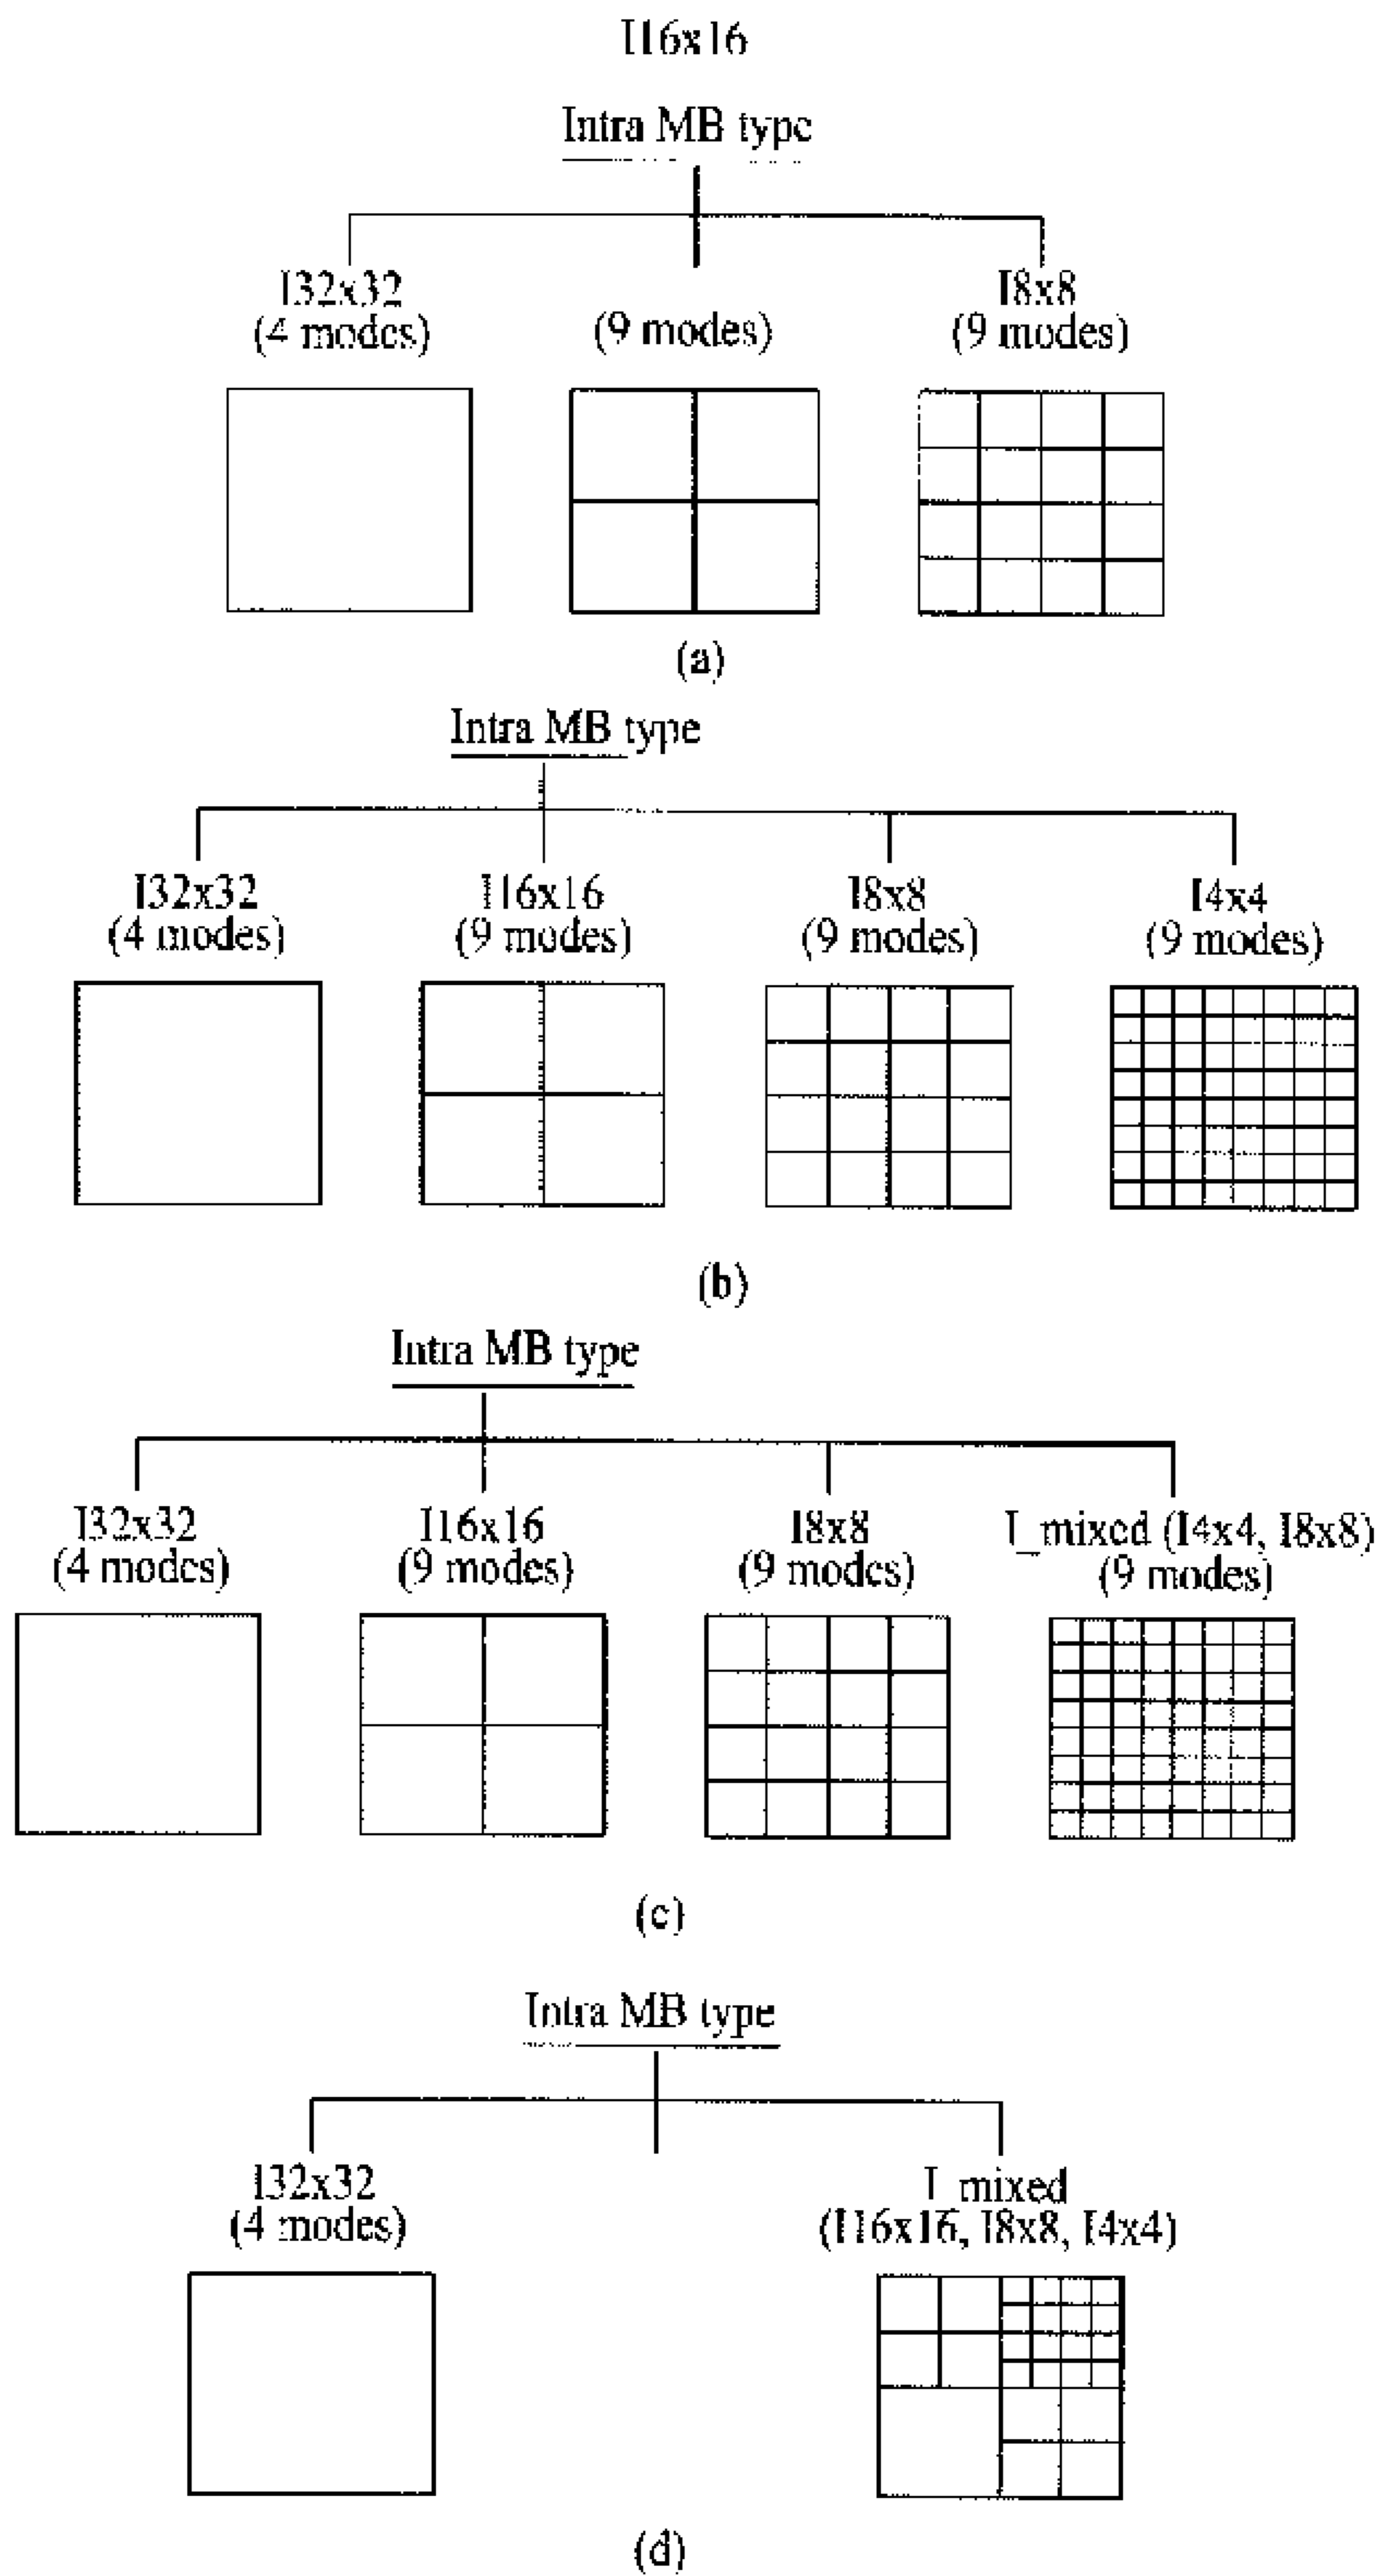 I16x16
Intra MB type
I32x32
(4 modes)
(9 modes)
I8x8
(9 modes)
(a)
Intra MB type
I32x32
(4 modes)
I16x16
(9 modes)
I8x8
(9 modes)
I4x4
(9 modes)
(b)
Intra MB type
I32x32
(4 modes)
I16x16
(9 modes)
I8x8
(9 modes)
I_mixed (I4x4, I8x8)
(9 modes)
(c)
Intra MB type
I32x32
(4 modes)
I_mixed
(I16x16, I8x8, I4x4)
(d)